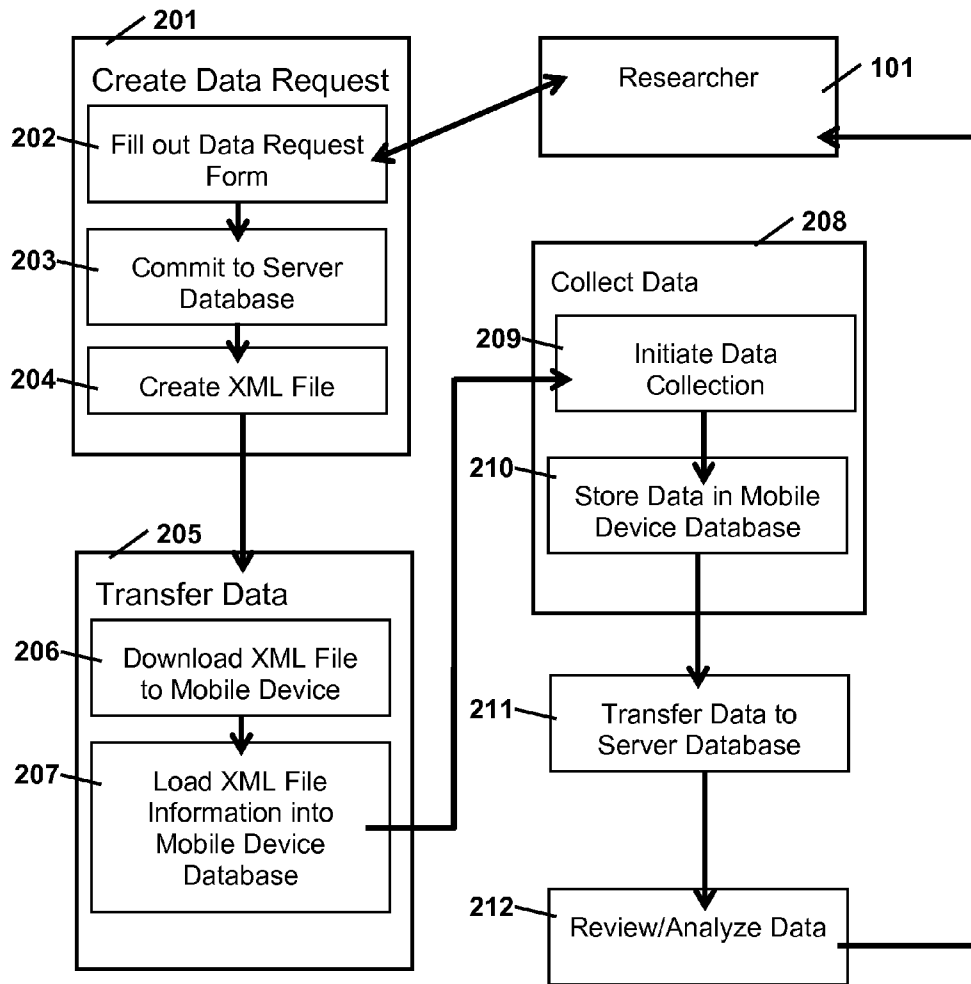 201
Create Data Request
202
Fill out Data Request
Form
203
Commit to Server
Database
204
Create XML File
205
Transfer Data
206
Download XML File
to Mobile Device
207
Load XML File
Information into
Mobile Device
Database
Researcher
101
208
Collect Data
209
Initiate Data
Collection
210
Store Data in Mobile
Device Database
211
Transfer Data to
Server Database
212
Review/Analyze Data